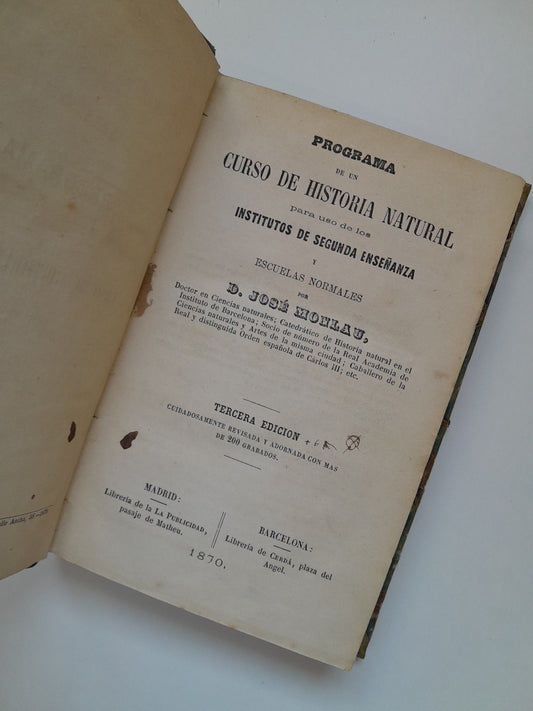 PROGRAMA
DE UN
CURSO DE HISTORIA NATURAL
para uso de los
INSTITUTOS DE SEGUNDA ENSEÑANZA
Y
ESCUELAS NORMALES
POR
D. JOSÉ MONLAU,
Doctor en Ciencias naturales; Catedrático de Historia natural en el
Instituto de Barcelona; Socio de número de la Real Academia de
Ciencias naturales y Artes de la misma ciudad; Caballero de la
Real y distinguida Orden española de Cárlos III; etc.
TERCERA EDICION
CUIDADOSAMENTE REVISADA Y ADORNADA CON MAS
DE 200 GRABADOS.
MADRID:
Librería de la LA PUBLICIDAD,
pasaje de Matheu.
BARCELONA:
Librería de CERDÁ, plaza del
Angel.
1870.